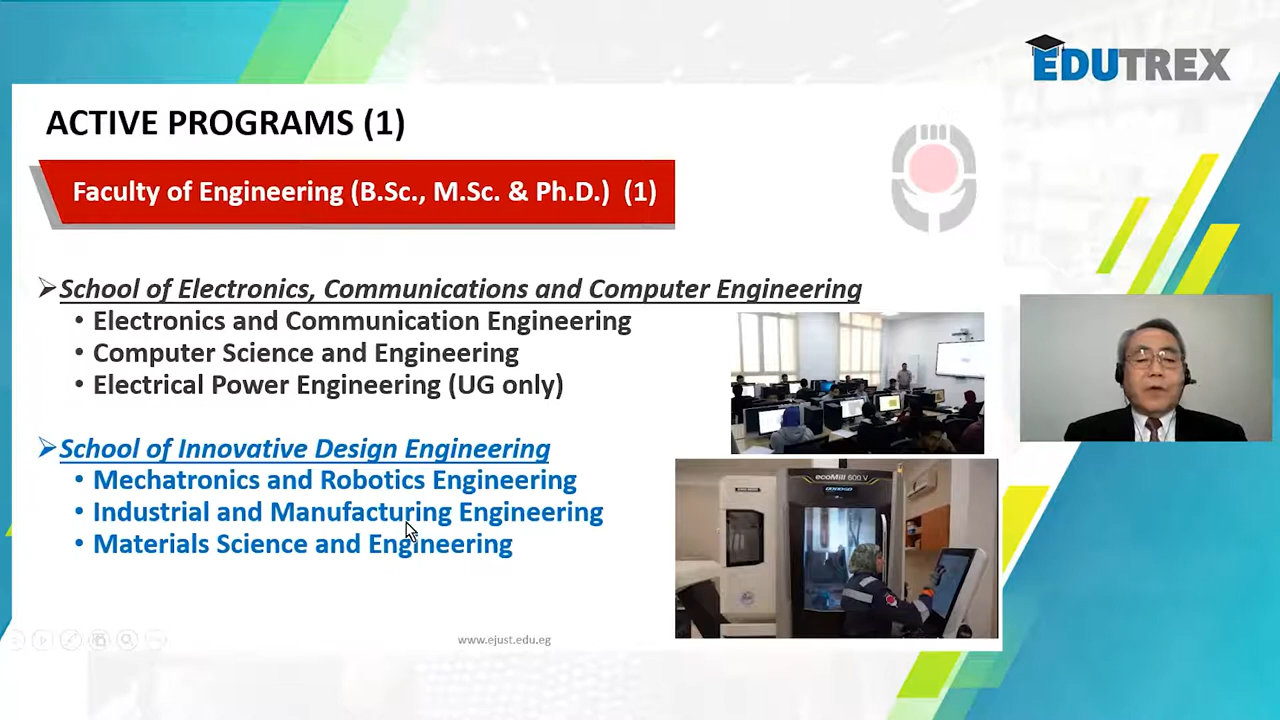 EDUTREX
ACTIVE PROGRAMS (1)
Faculty of Engineering (B.Sc., M.Sc. & Ph.D.) (1)
School of Electronics, Communications and Computer Engineering
• Electronics and Communication Engineering
• Computer Science and Engineering
• Electrical Power Engineering (UG only)
School of Innovative Design Engineering
• Mechatronics and Robotics Engineering
• Industrial and Manufacturing Engineering
• Materials Science and Engineering
ecoMill 600 V
www.ejust.edu.eg